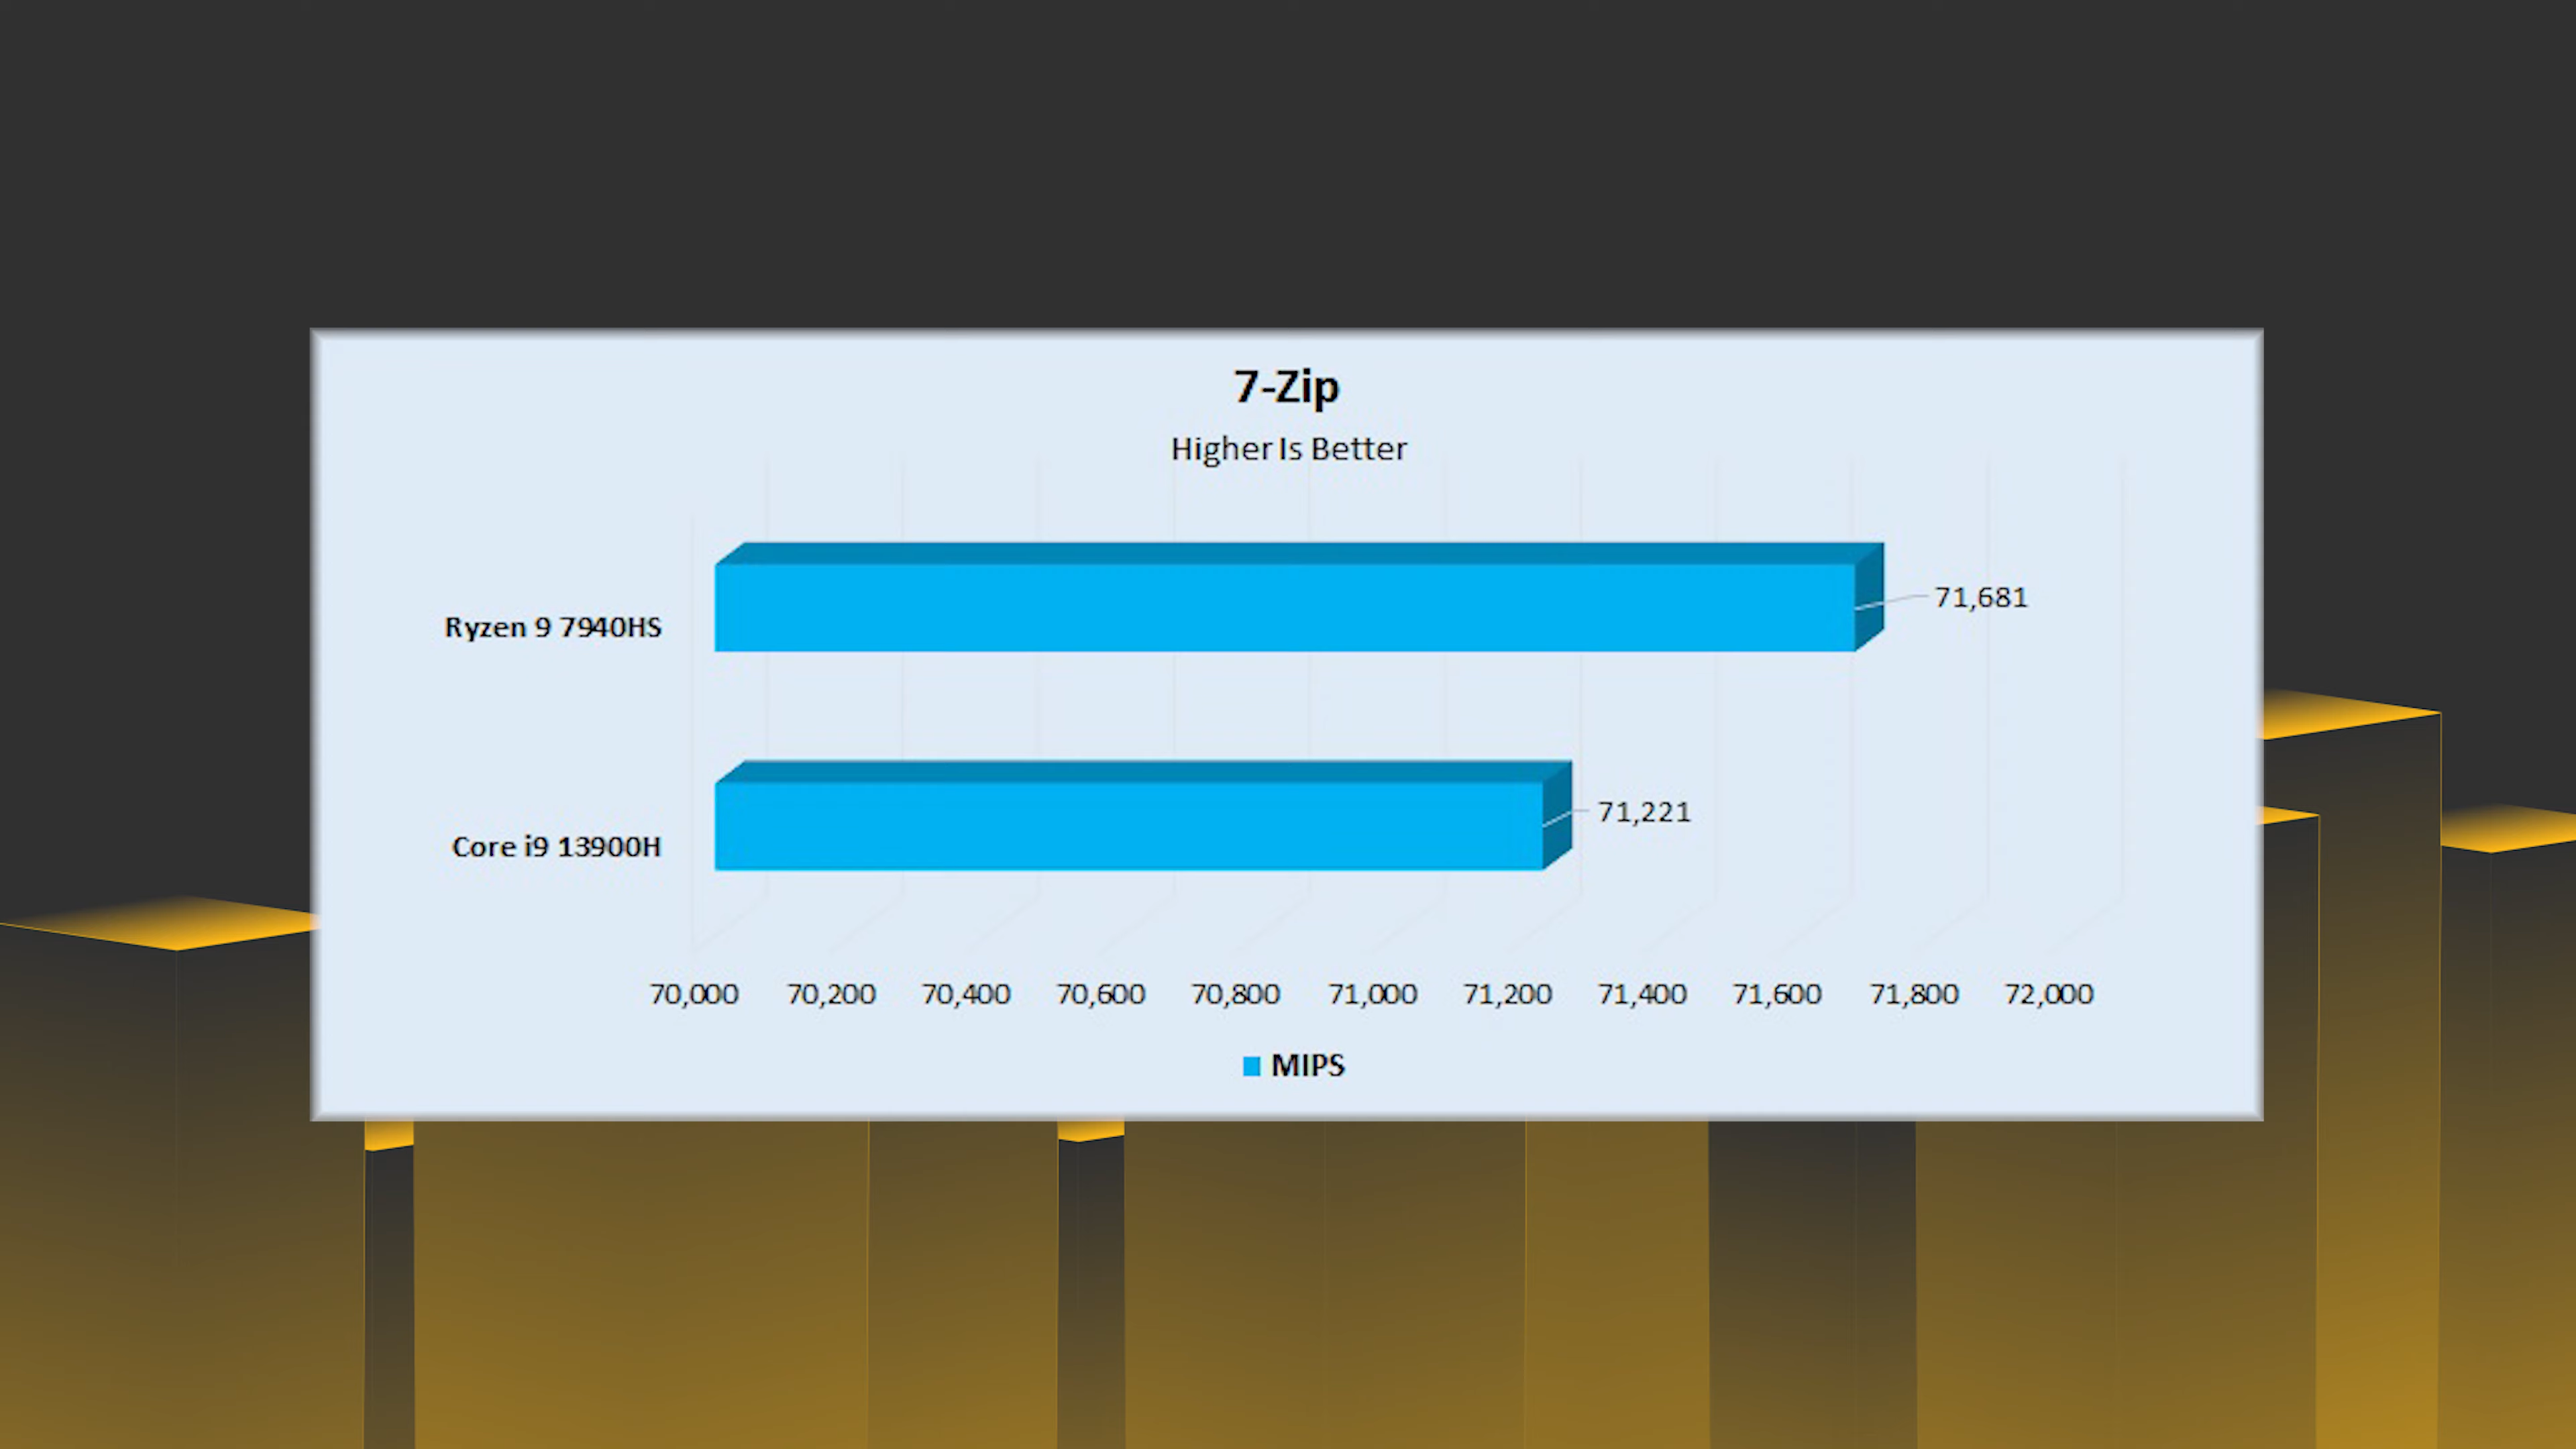 7-Zip
Higher Is Better
Ryzen 9 7940HS
71,681
Core i9 13900H
71,221
70,000 70,200 70,400 70,600 70,800 71,000 71,200 71,400 71,600 71,800 72,000
MIPS